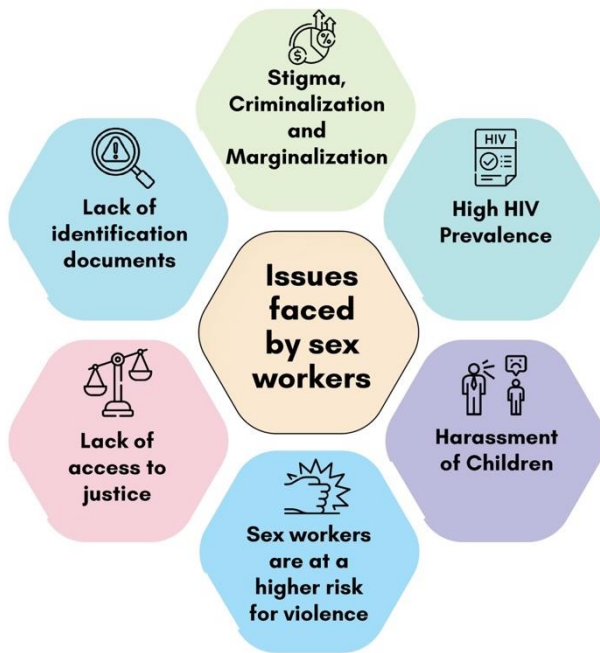 $
%
Stigma,
Criminalization
and
Marginalization
HIV
High HIV
Prevalence
Harassment
of Children
Sex workers
are at a
higher risk
for violence
Lack of
access to
justice
Lack of
identification
documents
Issues
faced
by sex
workers